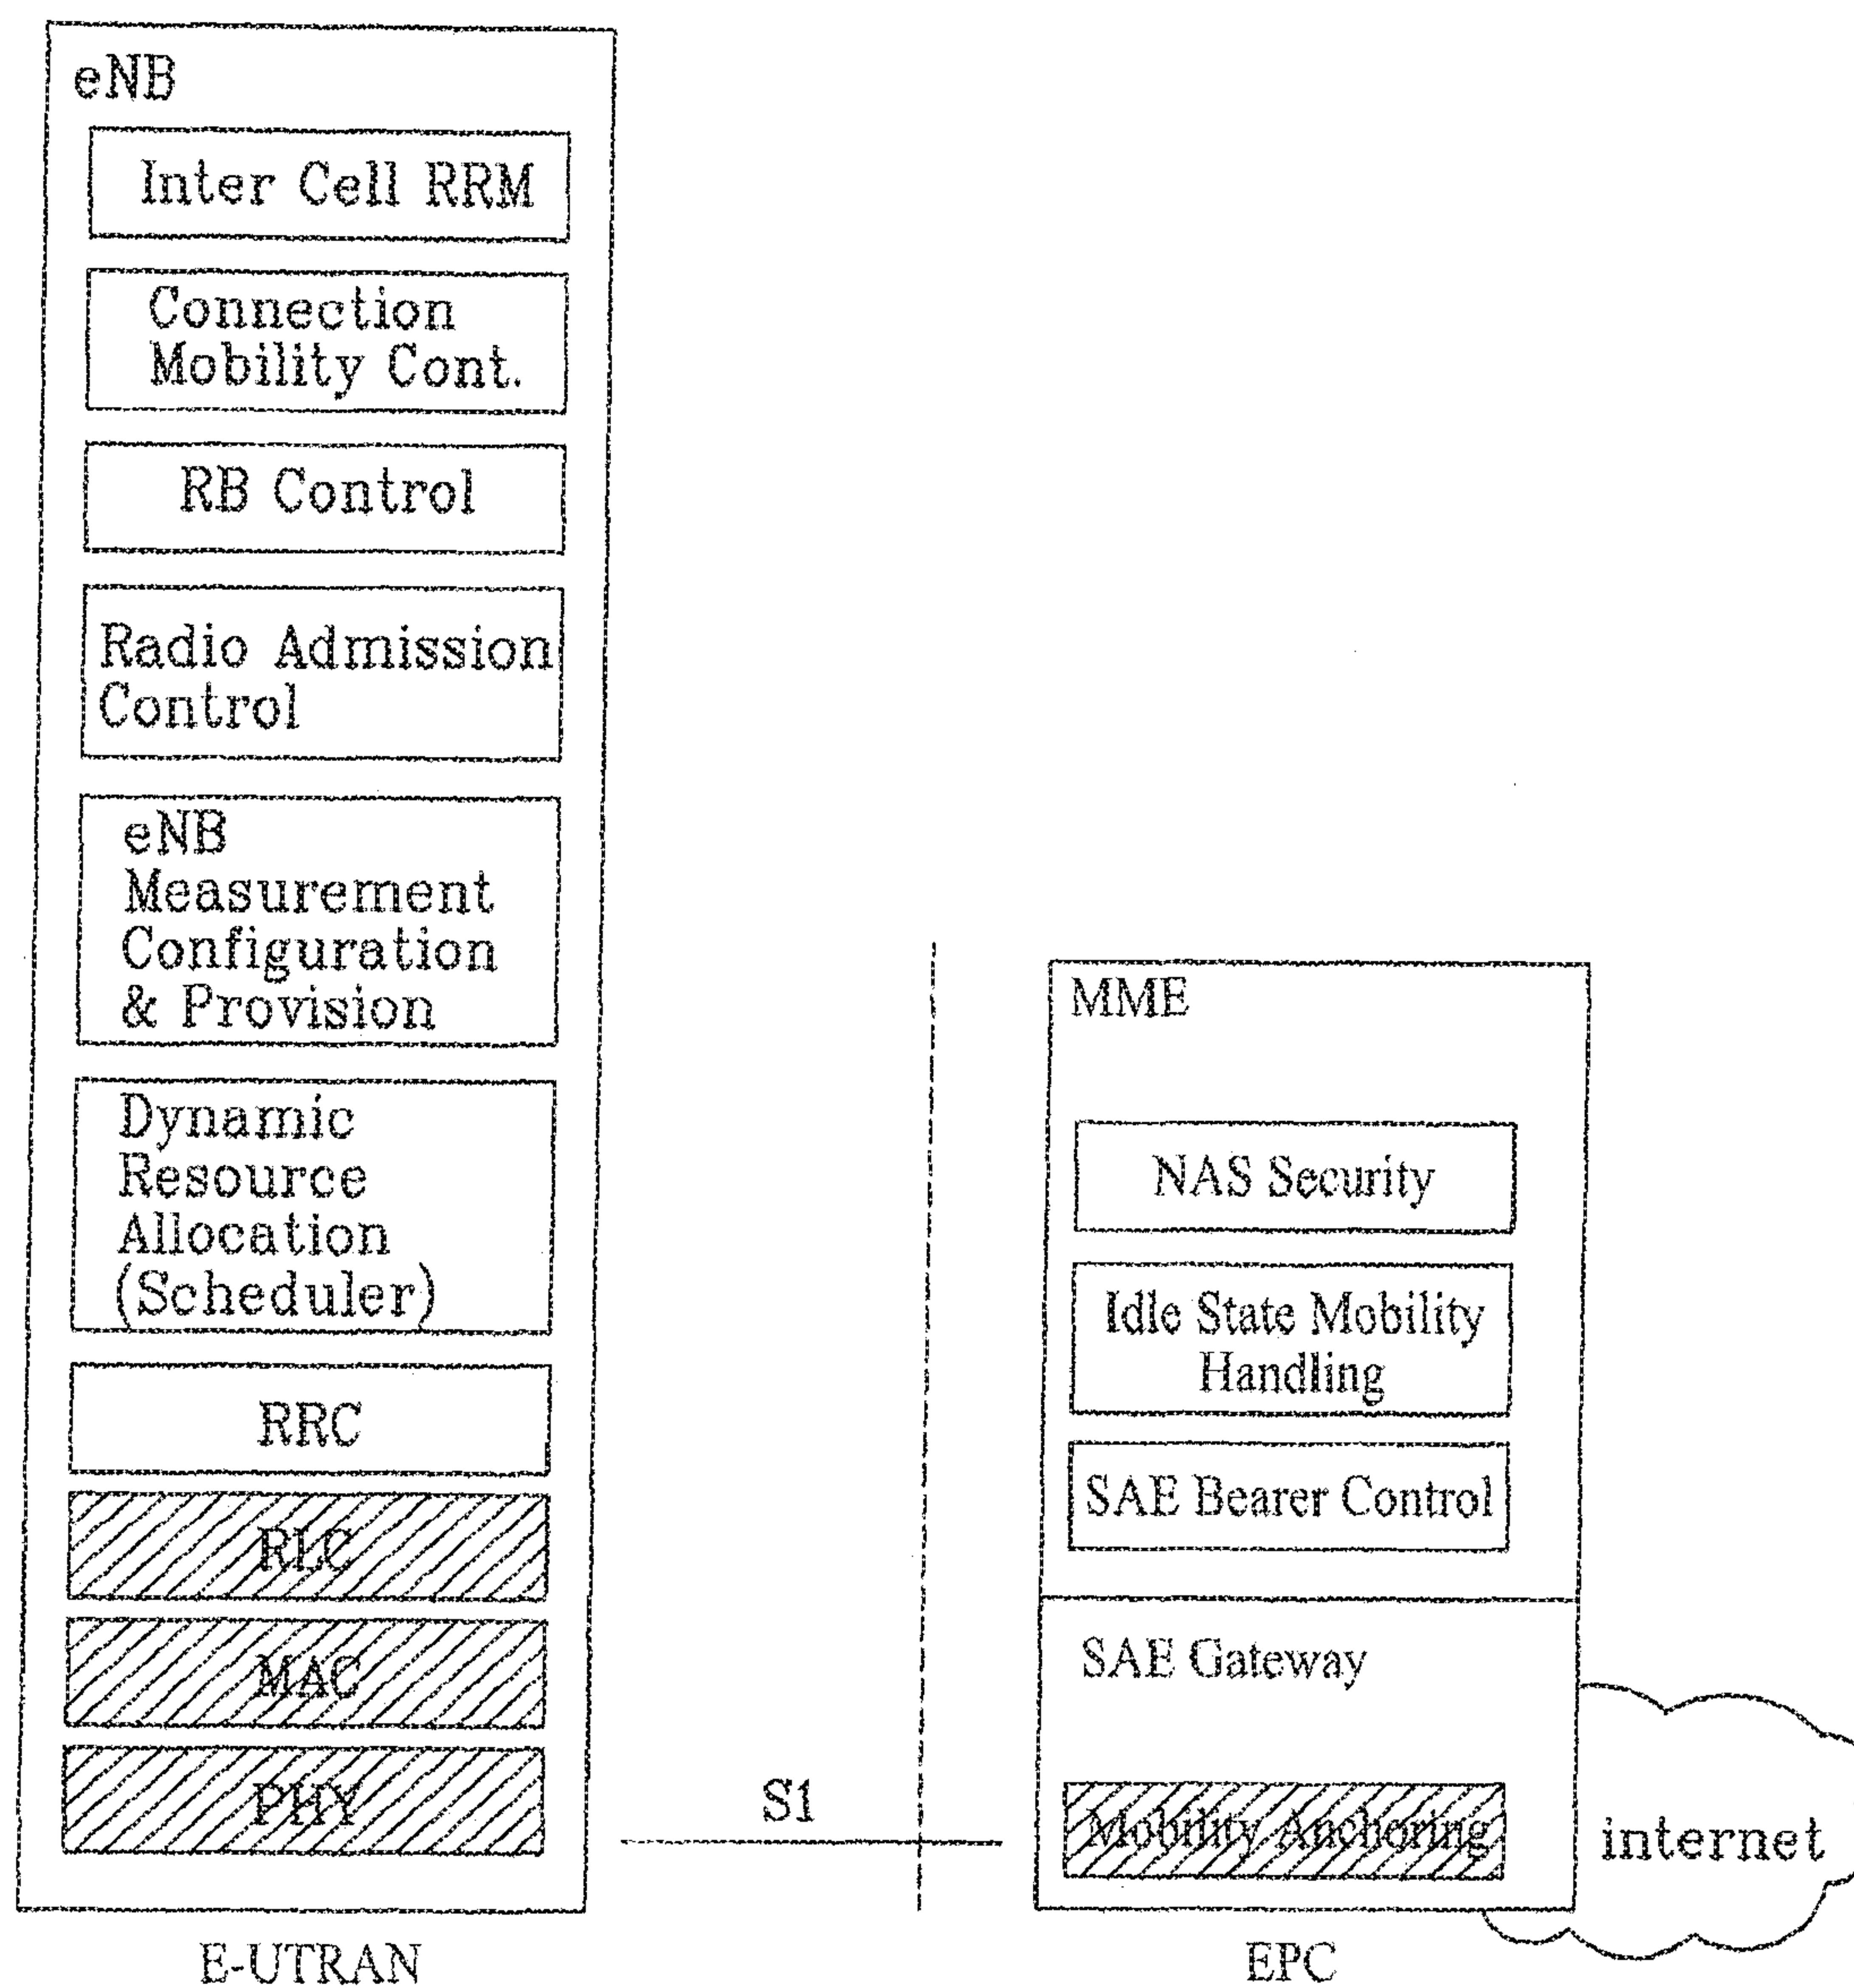 eNB
Inter Cell RRM
Connection
Mobility Cont.
RB Control
Radio Admission
Control
eNB
Measurement
Configuration
& Provision
Dynamic
Resource
Allocation
(Scheduler)
RRC
RLC
MAC
PHY
E-UTRAN
S1
MME
NAS Security
Idle State Mobility
Handling
SAE Bearer Control
SAE Gateway
Mobility Anchoring
EPC
internet